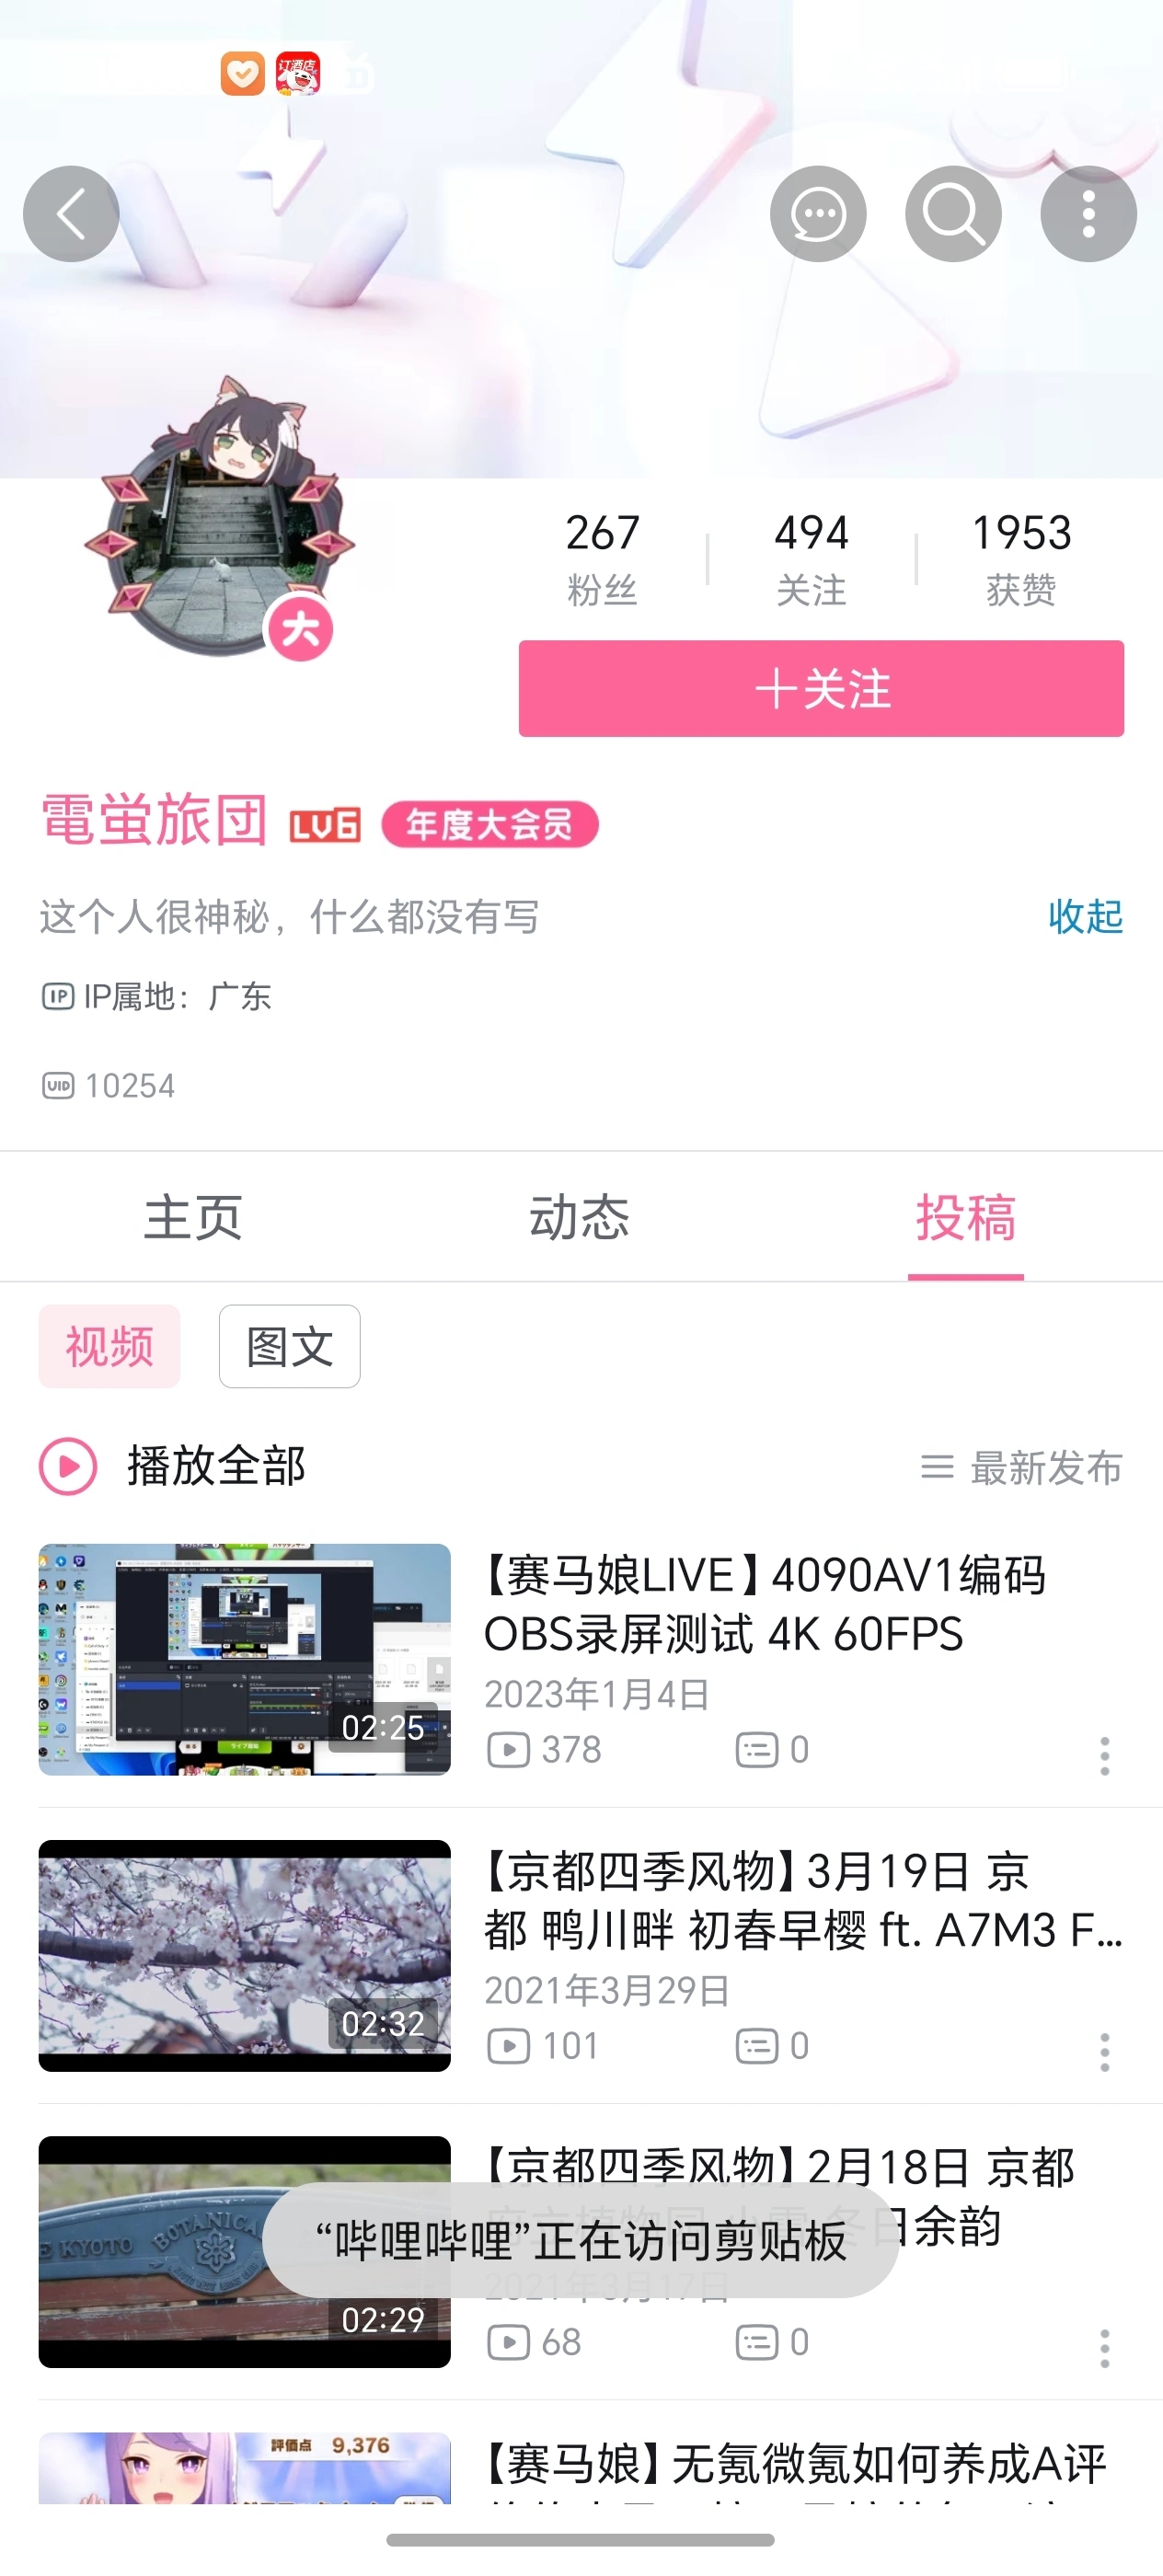 订酒店
267
494
1953
粉丝
关注
获赞
大
十关注
電蛍旅団 LV6 年度大会员
这个人很神秘，什么都没有写
收起
IP IP属地：广东
UID 10254
主页
动态
投稿
视频
图文
播放全部
最新发布
【赛马娘LIVE】4090AV1编码
OBS录屏测试 4K 60FPS
2023年1月4日
02:25
378
0
【京都四季风物】3月19日 京
都 鸭川畔 初春早樱 ft. A7M3 F...
2021年3月29日
02:32
101
0
【京都四季风物】2月18日 京都
日余韵
E KYOTO BOTANICA
“哔哩哔哩”正在访问剪贴板
2021年3月17日
02:29
68
0
評価点 9,376
【赛马娘】无氪微氪如何养成A评